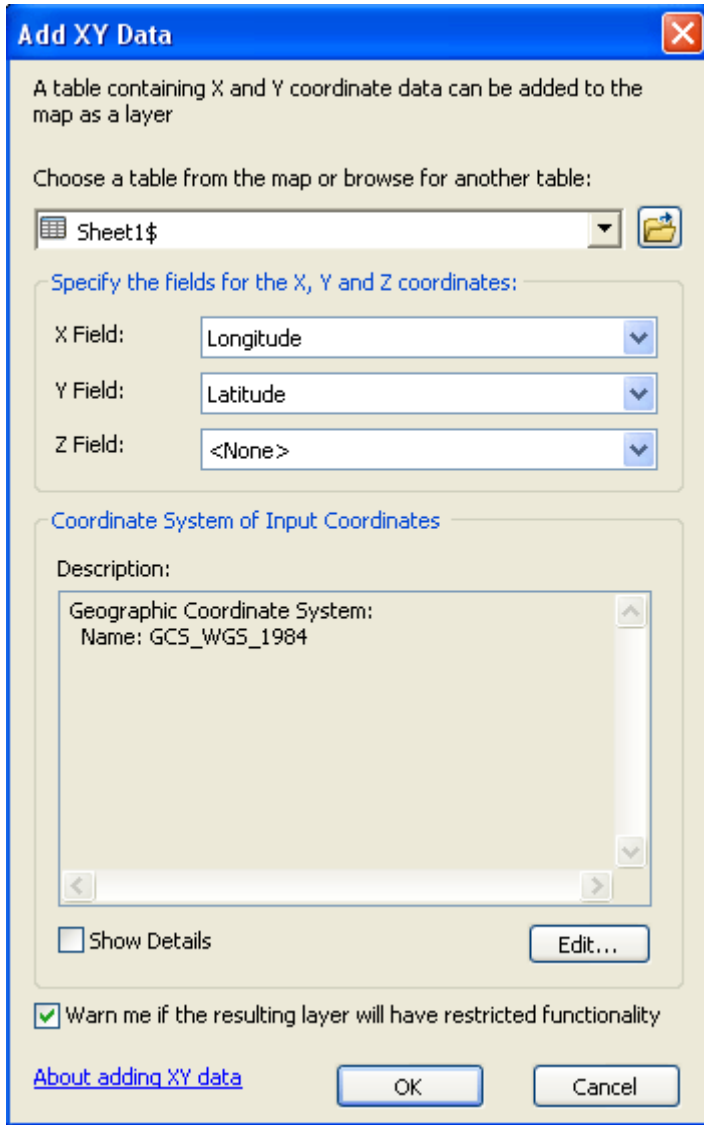 Add XY Data
A table containing X and Y coordinate data can be added to the
map as a layer
Choose a table from the map or browse for another table:
Sheet1$
Specify the fields for the X, Y and Z coordinates:
X Field: Longitude
Y Field: Latitude
Z Field: <None>
Coordinate System of Input Coordinates
Description:
Geographic Coordinate System:
Name: GCS_WGS_1984
Show Details Edit...
Warn me if the resulting layer will have restricted functionality
About adding XY data OK Cancel